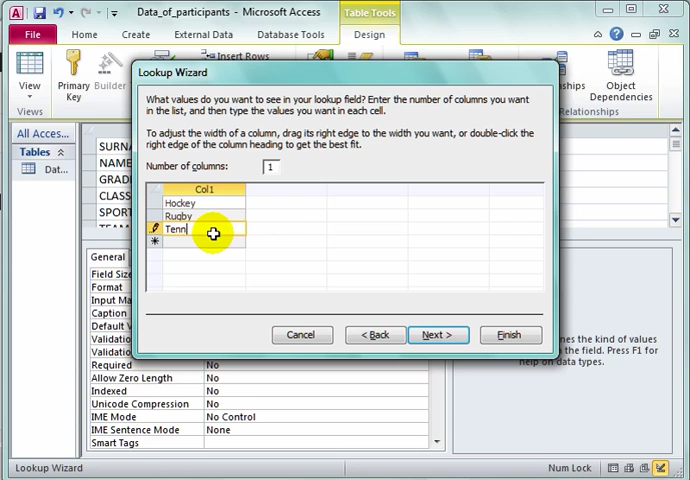 Data_of_participants - Microsoft Access
Table Tools
File
Home
Create
External Data
Database Tools
Design
View
Primary
Key
Builder
Insert Rows
Object
Dependencies
Views
Relationships
Lookup Wizard
What values do you want to see in your lookup field? Enter the number of columns you want
in the list, and then type the values you want in each cell.
To adjust the width of a column, drag its right edge to the width you want, or double-click the
right edge of the column heading to get the best fit.
Number of columns: 1
Col1
Hockey
Rugby
Tenn
Cancel
< Back
Next >
Finish
All Acces...
Tables
Dat...
SURNA
NAME
GRADE
CLASS
SPORT
General
Field Size
Format
Input Ma
Caption
Default V
Validatio
Validatio
Required No
Allow Zero Length No
Indexed No
Unicode Compression No
IME Mode No Control
IME Sentence Mode None
Smart Tags
nes the kind of values
the field. Press F1 for
help on data types.
Lookup Wizard
Num Lock